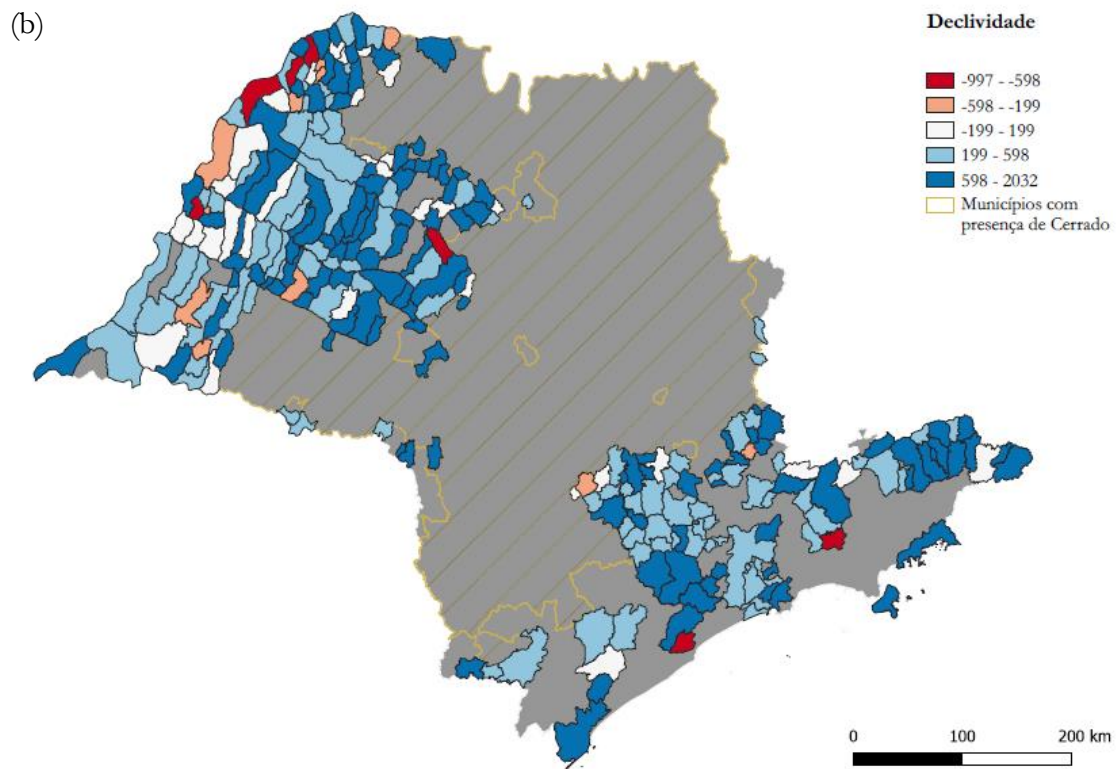 (b)
Declividade
-997 - -598
-598 - -199
-199 - 199
199 - 598
598 - 2032
Municípios com
presença de Cerrado
0 100 200 km